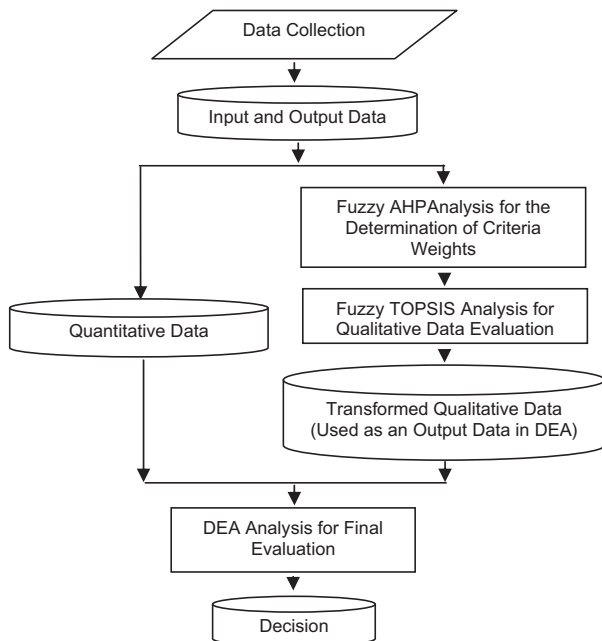 Data Collection
Input and Output Data
Fuzzy AHPAnalysis for the
Determination of Criteria
Weights
Fuzzy TOPSIS Analysis for
Qualitative Data Evaluation
Quantitative Data
Transformed Qualitative Data
(Used as an Output Data in DEA)
DEA Analysis for Final
Evaluation
Decision